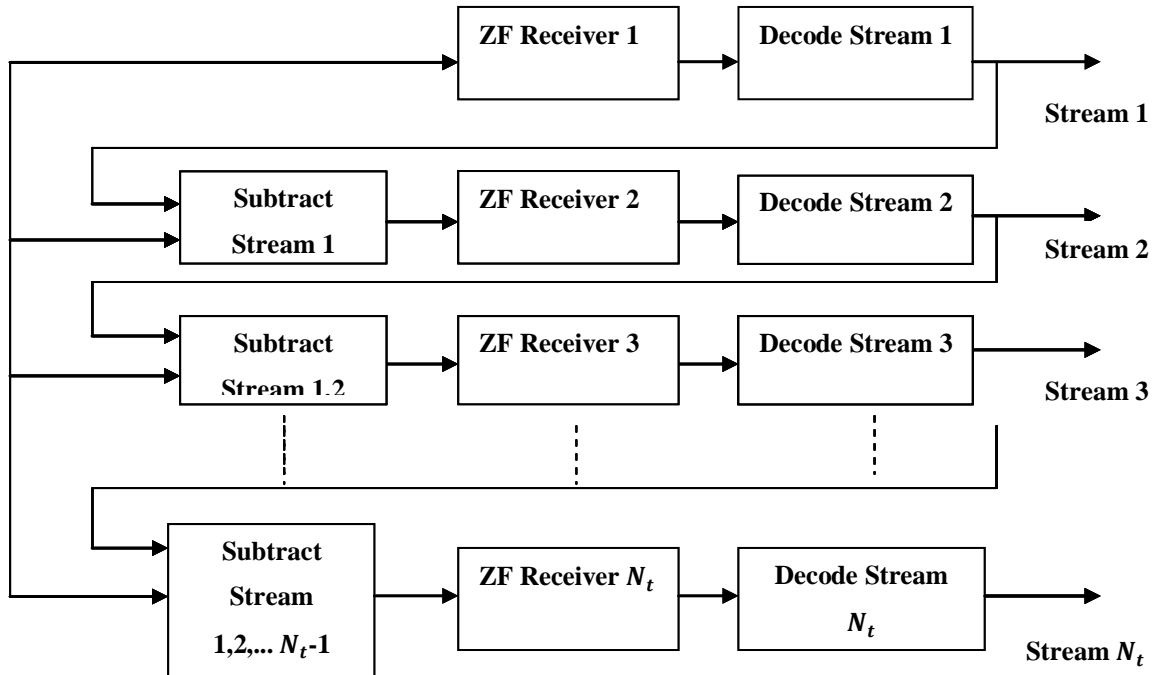 ZF Receiver 1
Decode Stream 1
Stream 1
Subtract
Stream 1
ZF Receiver 2
Decode Stream 2
Stream 2
Subtract
Stream 1,2
ZF Receiver 3
Decode Stream 3
Stream 3
Subtract
Stream
1,2,... N_t-1
ZF Receiver N_t
Decode Stream
N_t
Stream N_t